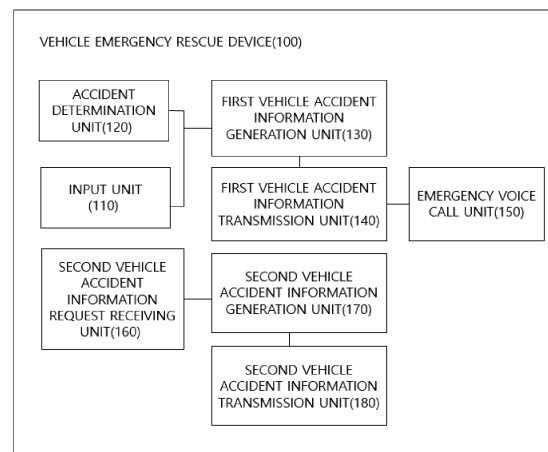 VEHICLE EMERGENCY RESCUE DEVICE(100)
ACCIDENT
DETERMINATION
UNIT(120)
FIRST VEHICLE ACCIDENT
INFORMATION
GENERATION UNIT(130)
INPUT UNIT
(110)
FIRST VEHICLE ACCIDENT
INFORMATION
TRANSMISSION UNIT(140)
EMERGENCY VOICE
CALL UNIT(150)
SECOND VEHICLE
ACCIDENT
INFORMATION
REQUEST RECEIVING
UNIT(160)
SECOND VEHICLE
ACCIDENT INFORMATION
GENERATION UNIT(170)
SECOND VEHICLE
ACCIDENT INFORMATION
TRANSMISSION UNIT(180)